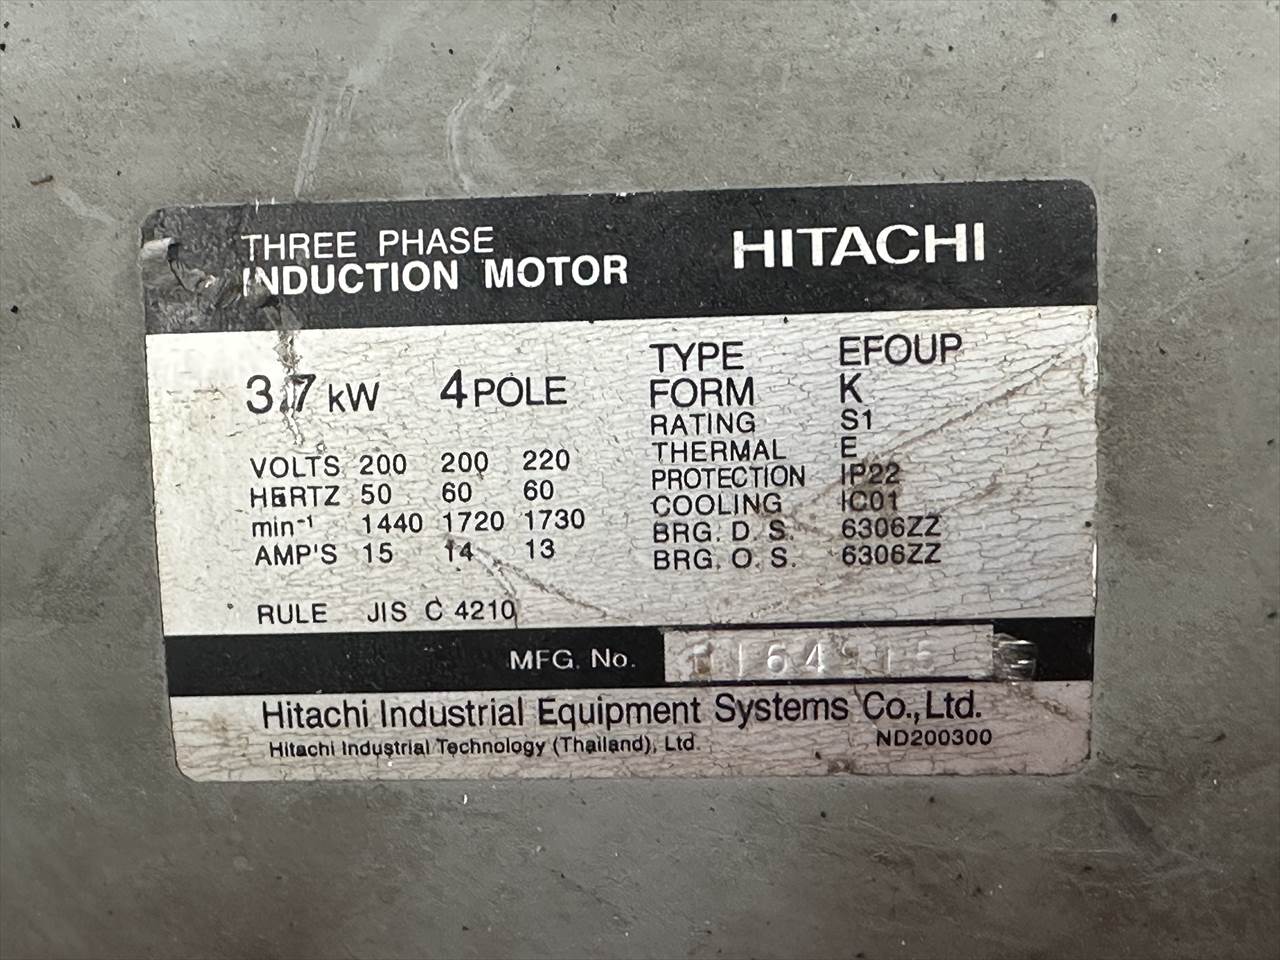 THREE PHASE
INDUCTION MOTOR
HITACHI
3.7 kW 4 POLE
VOLTS 200 200 220
HERTZ 50 60 60
min⁻¹ 1440 1720 1730
AMP'S 15 14 13
RULE JIS C 4210
TYPE EFOUP
FORM K
RATING S1
THERMAL E
PROTECTION IP22
COOLING IC01
BRG. D. S. 6306ZZ
BRG. O. S. 6306ZZ
MFG. No.
Hitachi Industrial Equipment Systems Co., Ltd.
Hitachi Industrial Technology (Thailand), Ltd.
ND200300